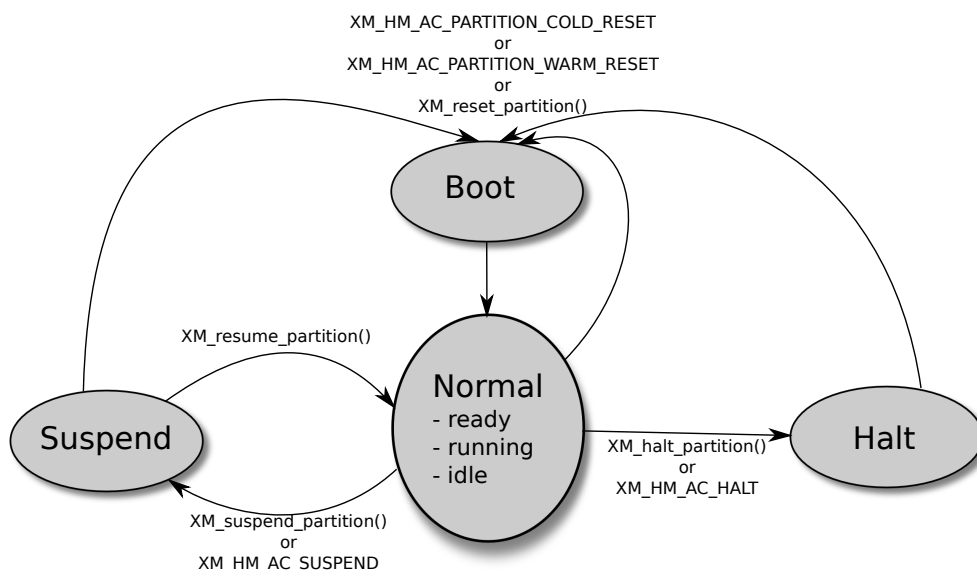 XM_HM_AC_PARTITION_COLD_RESET
or
XM_HM_AC_PARTITION_WARM_RESET
or
XM_reset_partition()
Boot
XM_resume_partition()
Normal
- ready
- running
- idle
Suspend
Halt
XM_halt_partition()
or
XM_HM_AC_HALT
XM_suspend_partition()
or
XM_HM_AC_SUSPEND